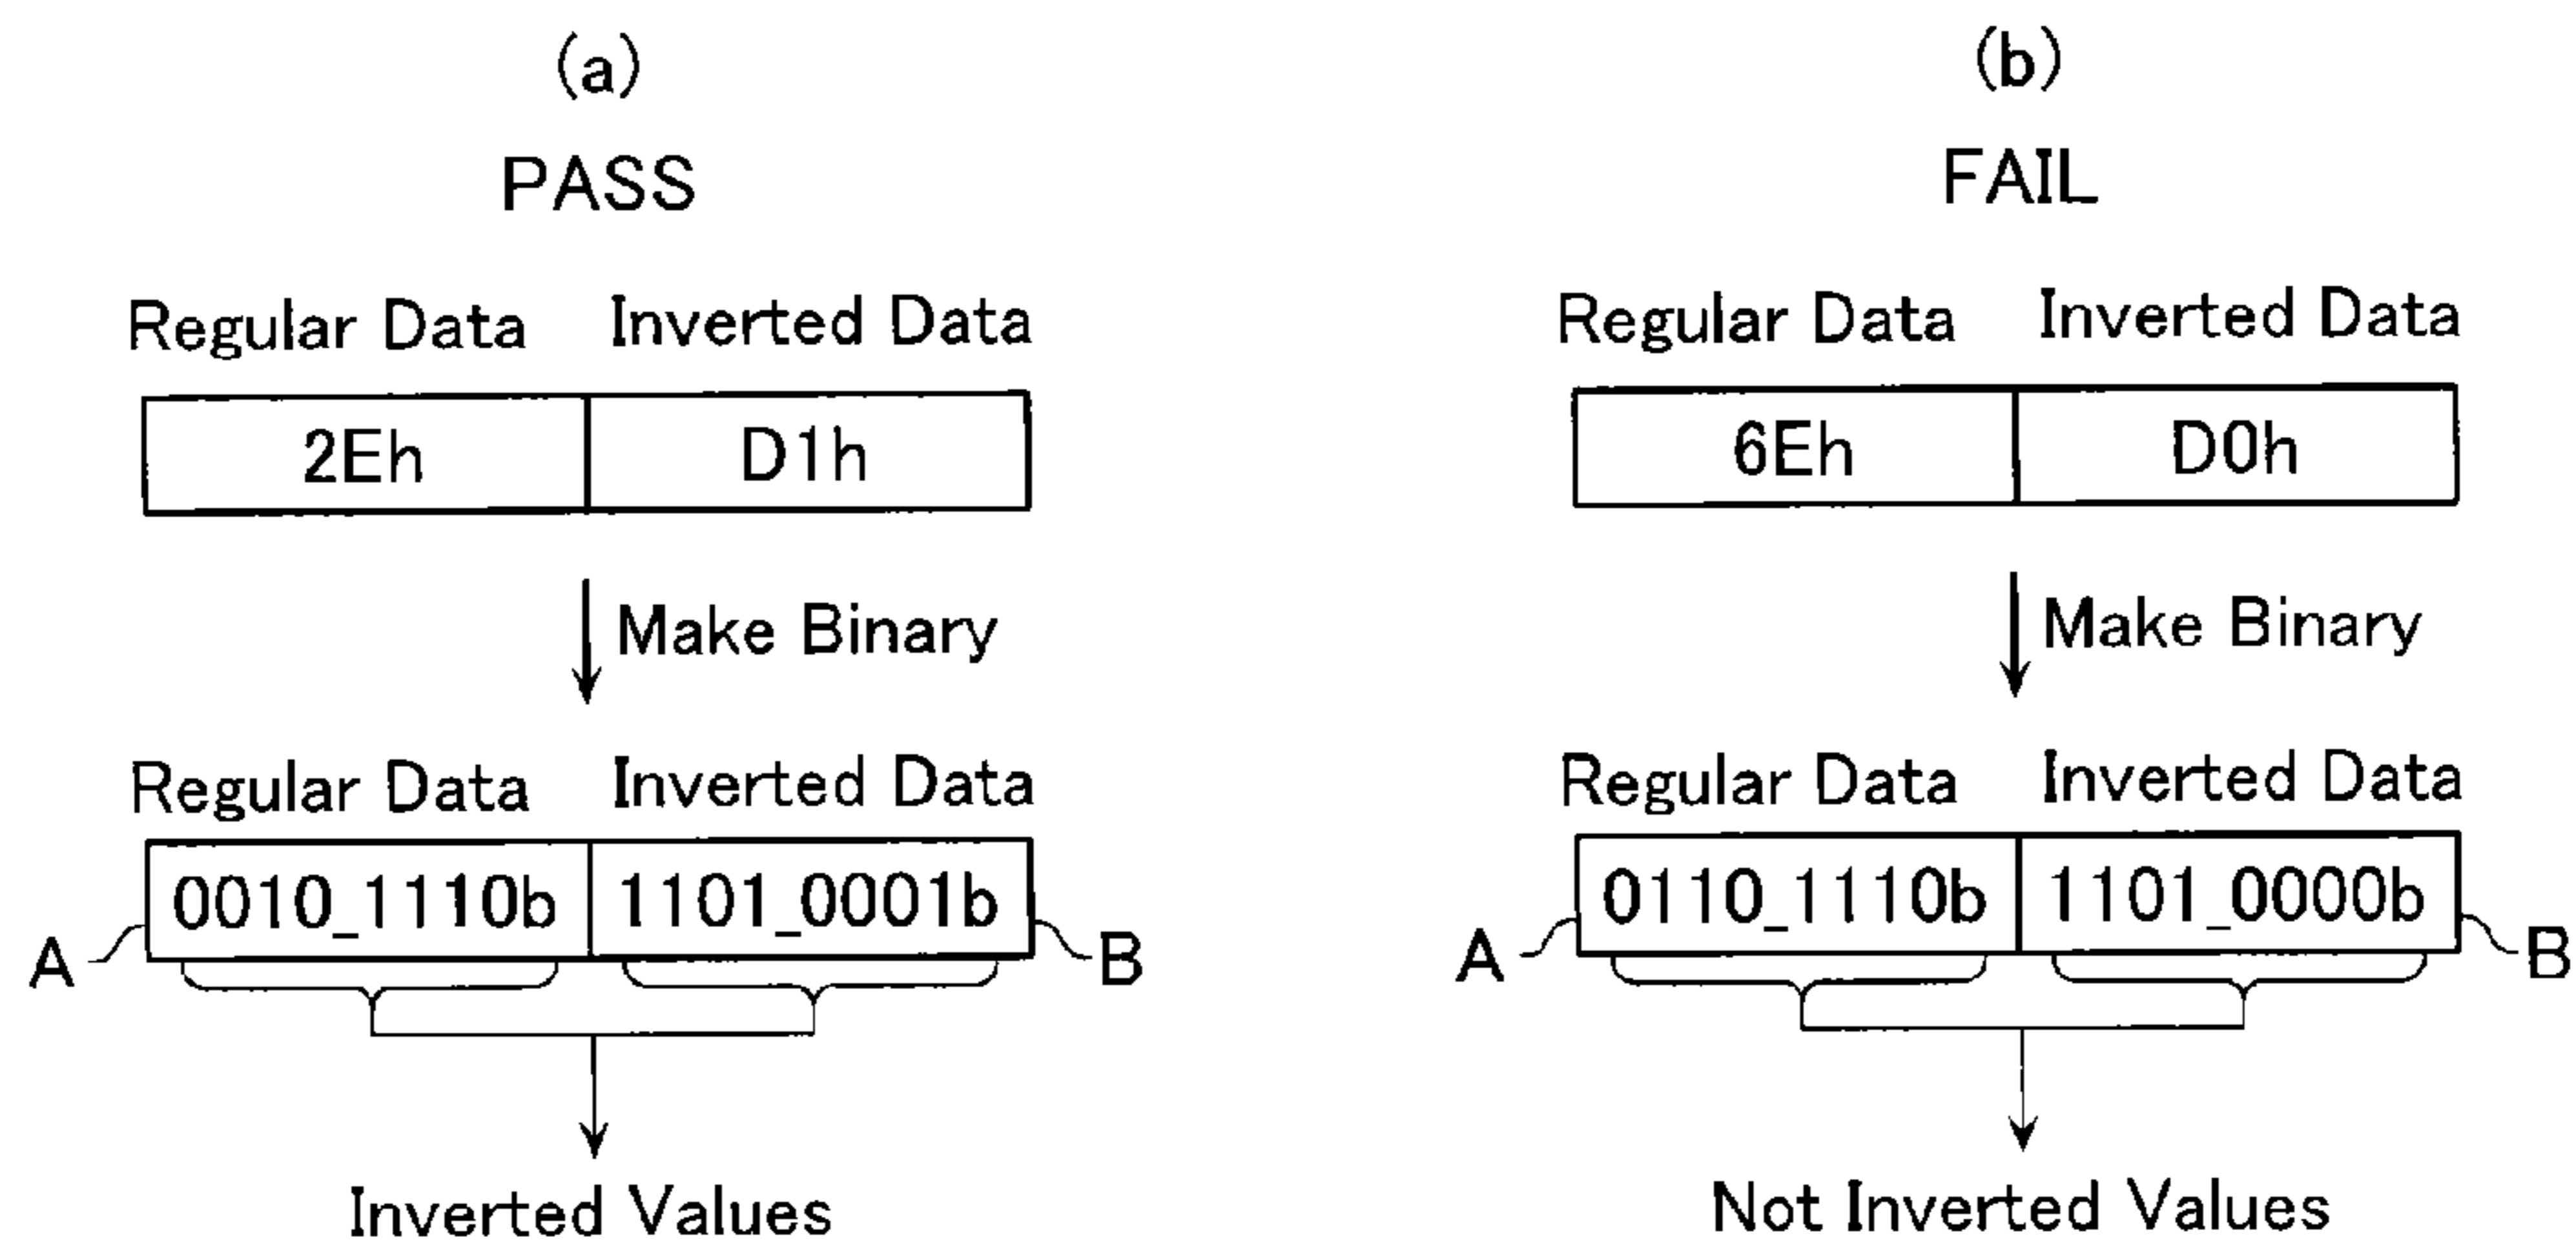 (a)
PASS
Regular Data Inverted Data
2Eh D1h
Make Binary
Regular Data Inverted Data
0010_1110b 1101_0001b
A B
Inverted Values
(b)
FAIL
Regular Data Inverted Data
6Eh D0h
Make Binary
Regular Data Inverted Data
0110_1110b 1101_0000b
A B
Not Inverted Values